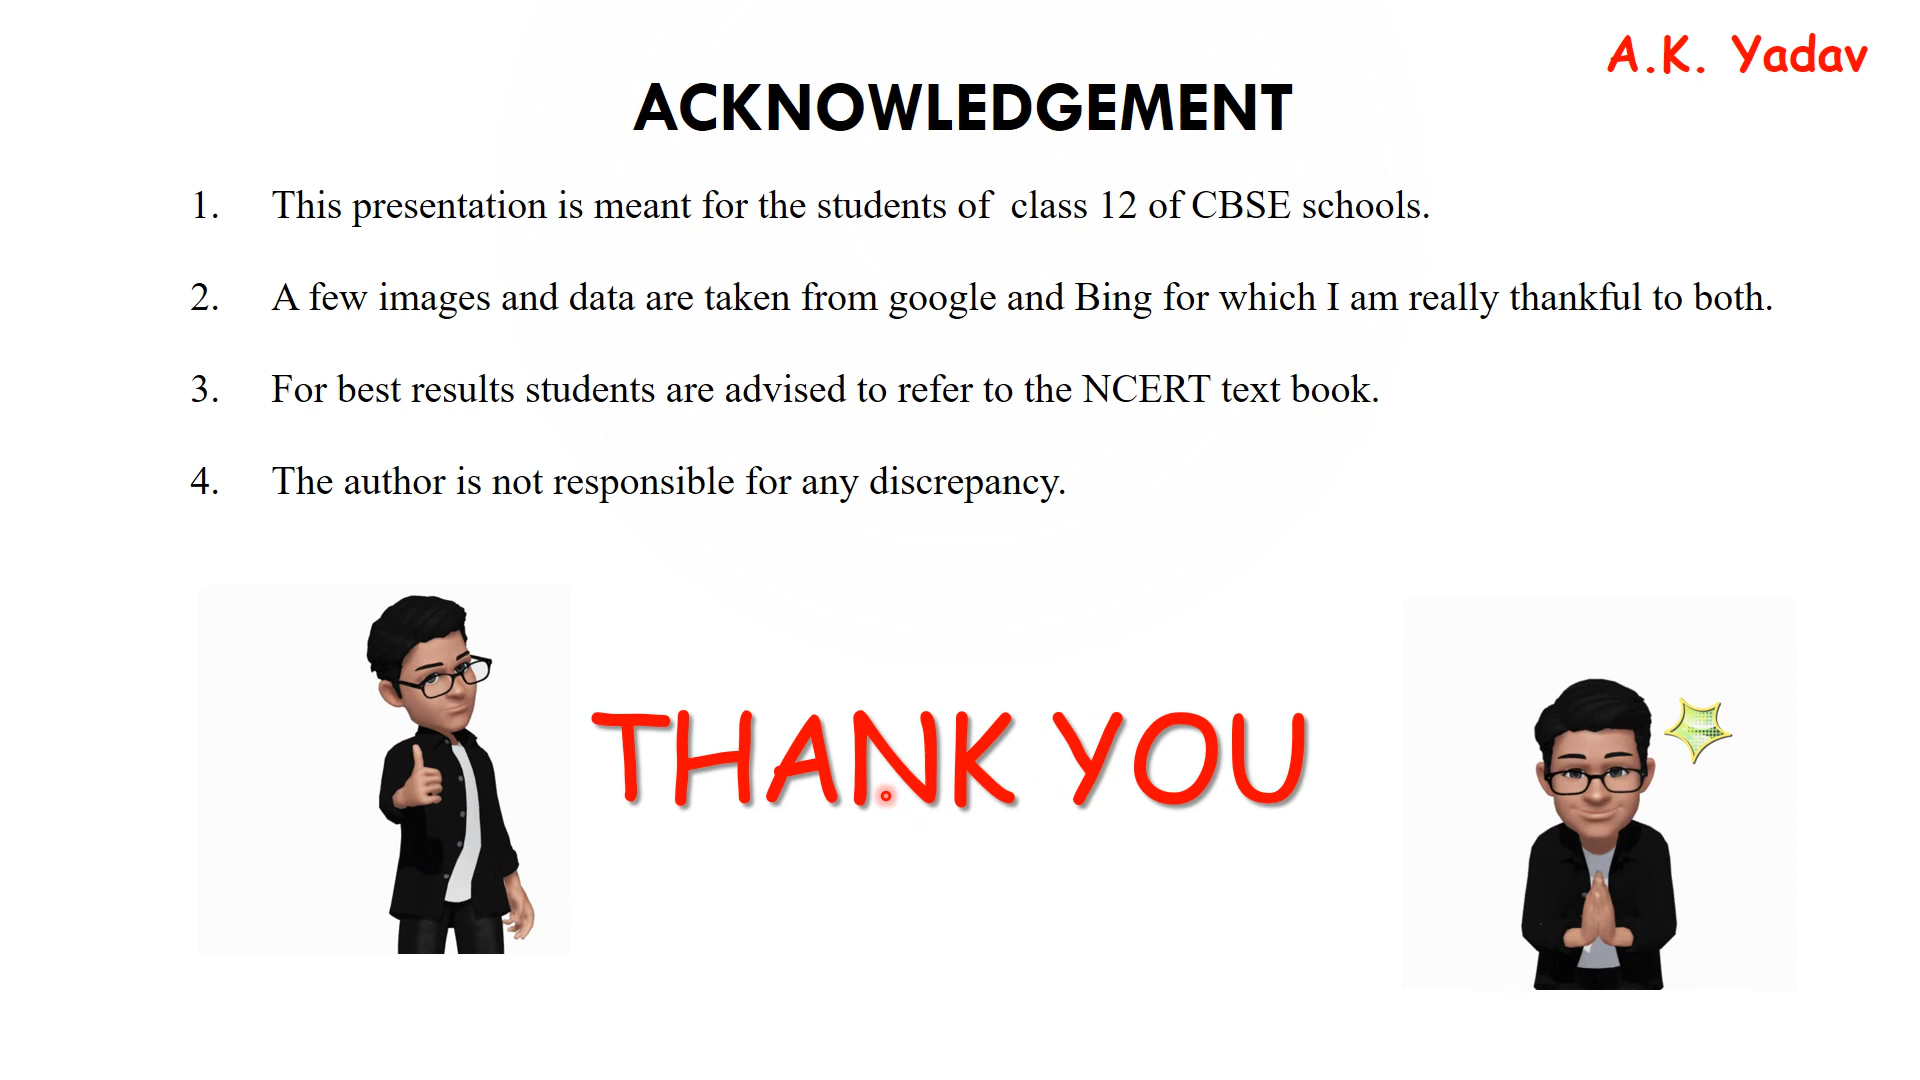 A.K. Yadav
ACKNOWLEDGEMENT
1. This presentation is meant for the students of class 12 of CBSE schools.
2. A few images and data are taken from google and Bing for which I am really thankful to both.
3. For best results students are advised to refer to the NCERT text book.
4. The author is not responsible for any discrepancy.
THANK YOU